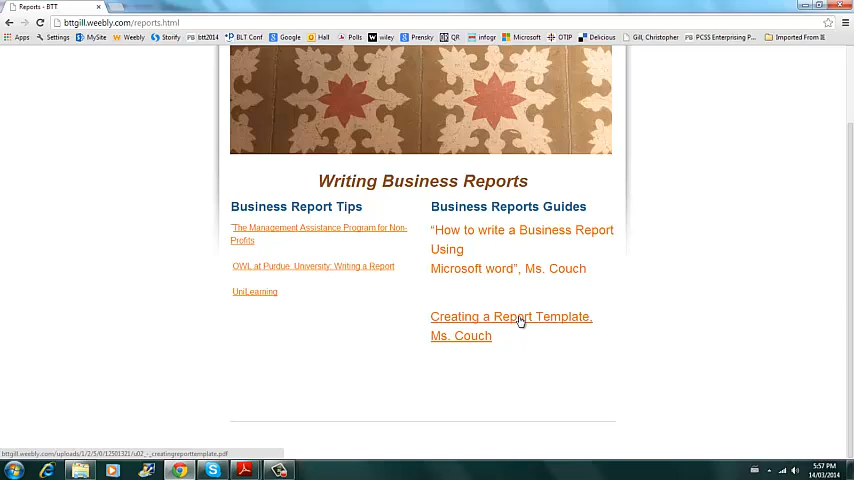 Reports - BTT
bttgill.weebly.com/reports.html
Apps Settings MySite Weebly Storify btt2014 BLT Conf Google Hall Polls wiley Prensky QR infogr Microsoft OTIP Delicious Gill, Christopher PCSS Enterprising P... Imported From IE
Writing Business Reports
Business Report Tips
"The Management Assistance Program for Non-
Profits
OWL at Purdue, University: Writing a Report
UniLearning
Business Reports Guides
"How to write a Business Report
Using
Microsoft word", Ms. Couch
Creating a Report Template,
Ms. Couch
bttgill.weebly.com/uploads/1/2/5/0/12501321/u02_-_creatingreporttemplate.pdf
5:57 PM
14/03/2014